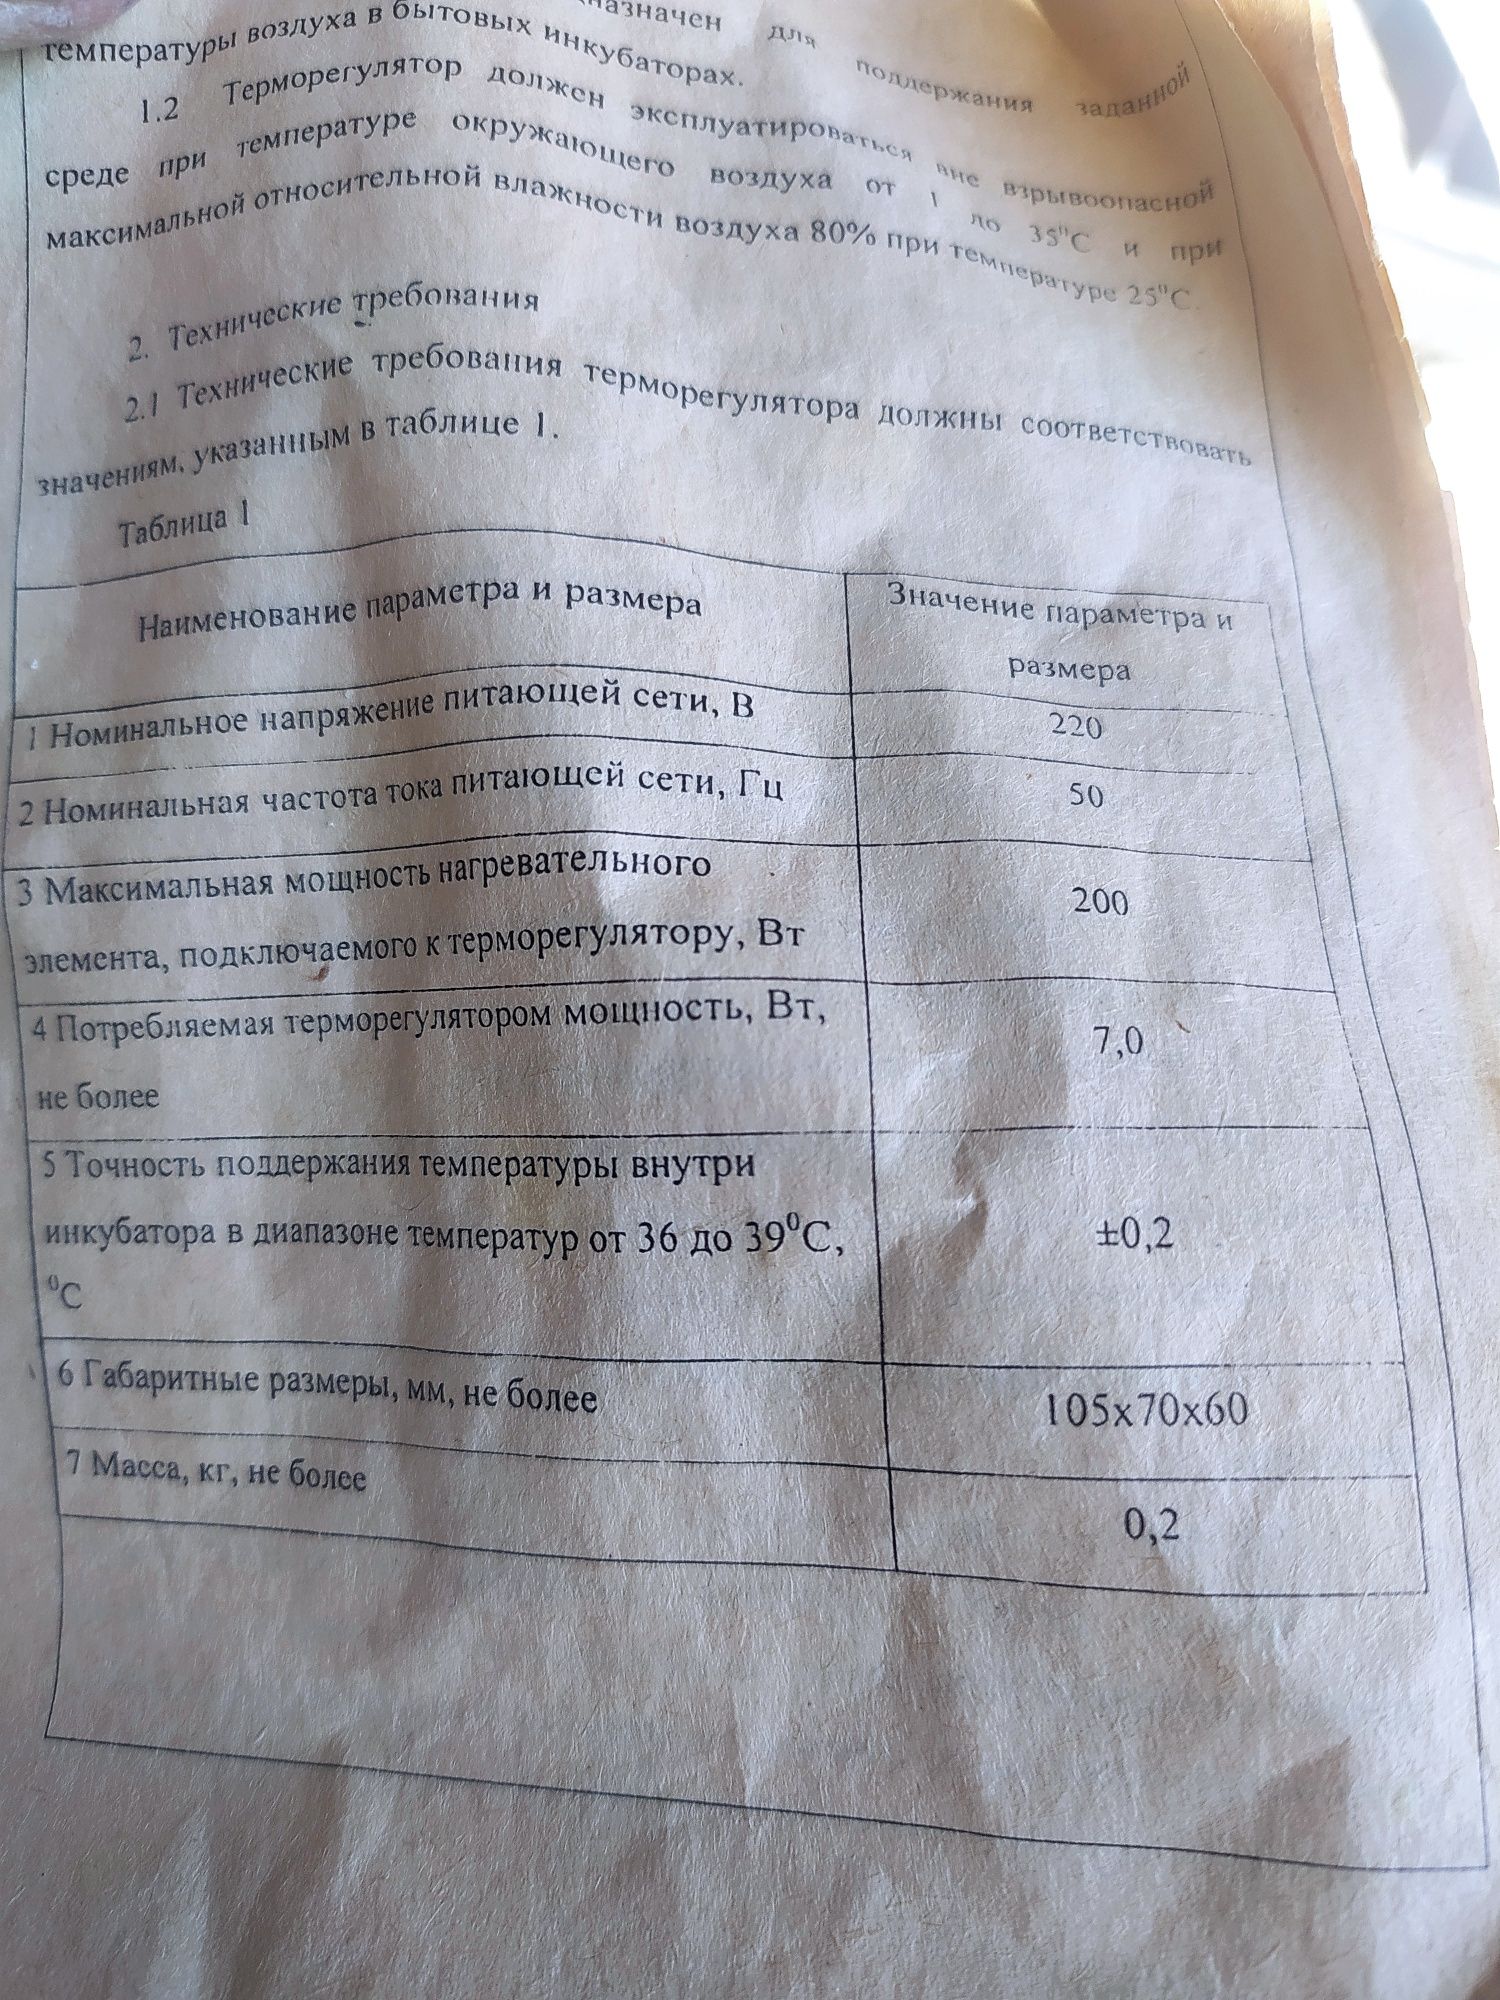 для поддержания заданной
температуры воздуха в бытовых инкубаторах.
1.2 Терморегулятор должен эксплуатироваться вне взрывоопасной
среде при температуре окружающего воздуха от 1 до 35⁰С и при
максимальной относительной влажности воздуха 80% при температуре 25⁰С.
2. Технические требования
2.1 Технические требования терморегулятора должны соответствовать
значениям, указанным в таблице 1.
Таблица 1
Наименование параметра и размера
Значение параметра и
размера
1 Номинальное напряжение питающей сети, В
220
2 Номинальная частота тока питающей сети, Гц
50
3 Максимальная мощность нагревательного
элемента, подключаемого к терморегулятору, Вт
200
4 Потребляемая терморегулятором мощность, Вт,
не более
7,0
5 Точность поддержания температуры внутри
инкубатора в диапазоне температур от 36 до 39⁰С,
⁰С
±0,2
6 Габаритные размеры, мм, не более
105х70х60
7 Масса, кг, не более
0,2